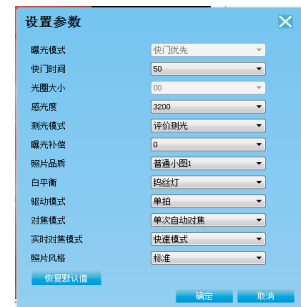 设置参数
曝光模式 快门优先
快门时间 50
光圈大小 00
感光度 3200
测光模式 评价测光
曝光补偿 0
照片品质 普通小图1
白平衡 钨丝灯
驱动模式 单拍
对焦模式 单次自动对焦
实时对焦模式 快速模式
照片风格 标准
恢复默认值
确定 取消